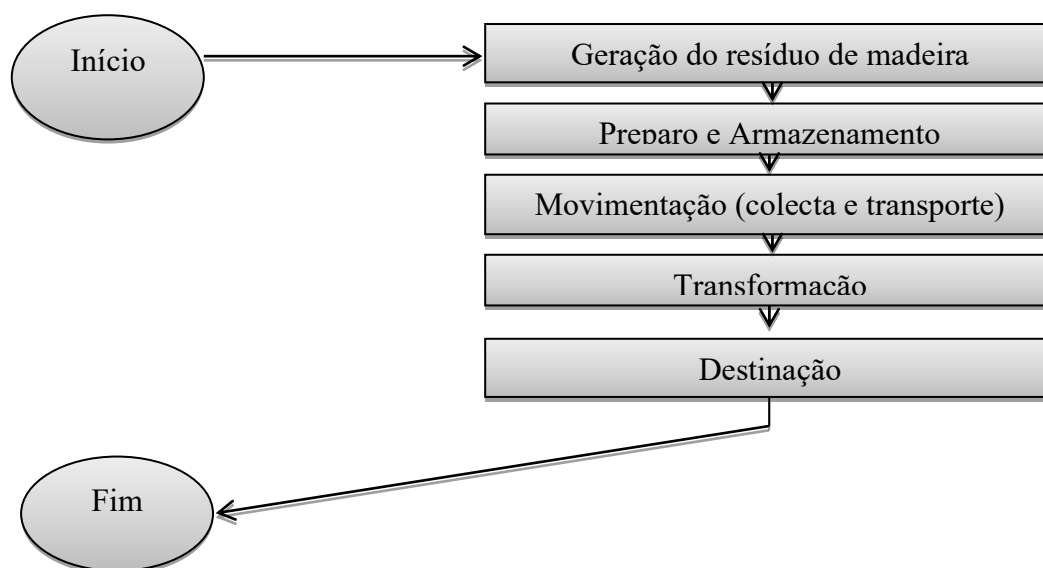 Início
Geração do resíduo de madeira
Preparo e Armazenamento
Movimentação (colecta e transporte)
Transformação
Destinação
Fim